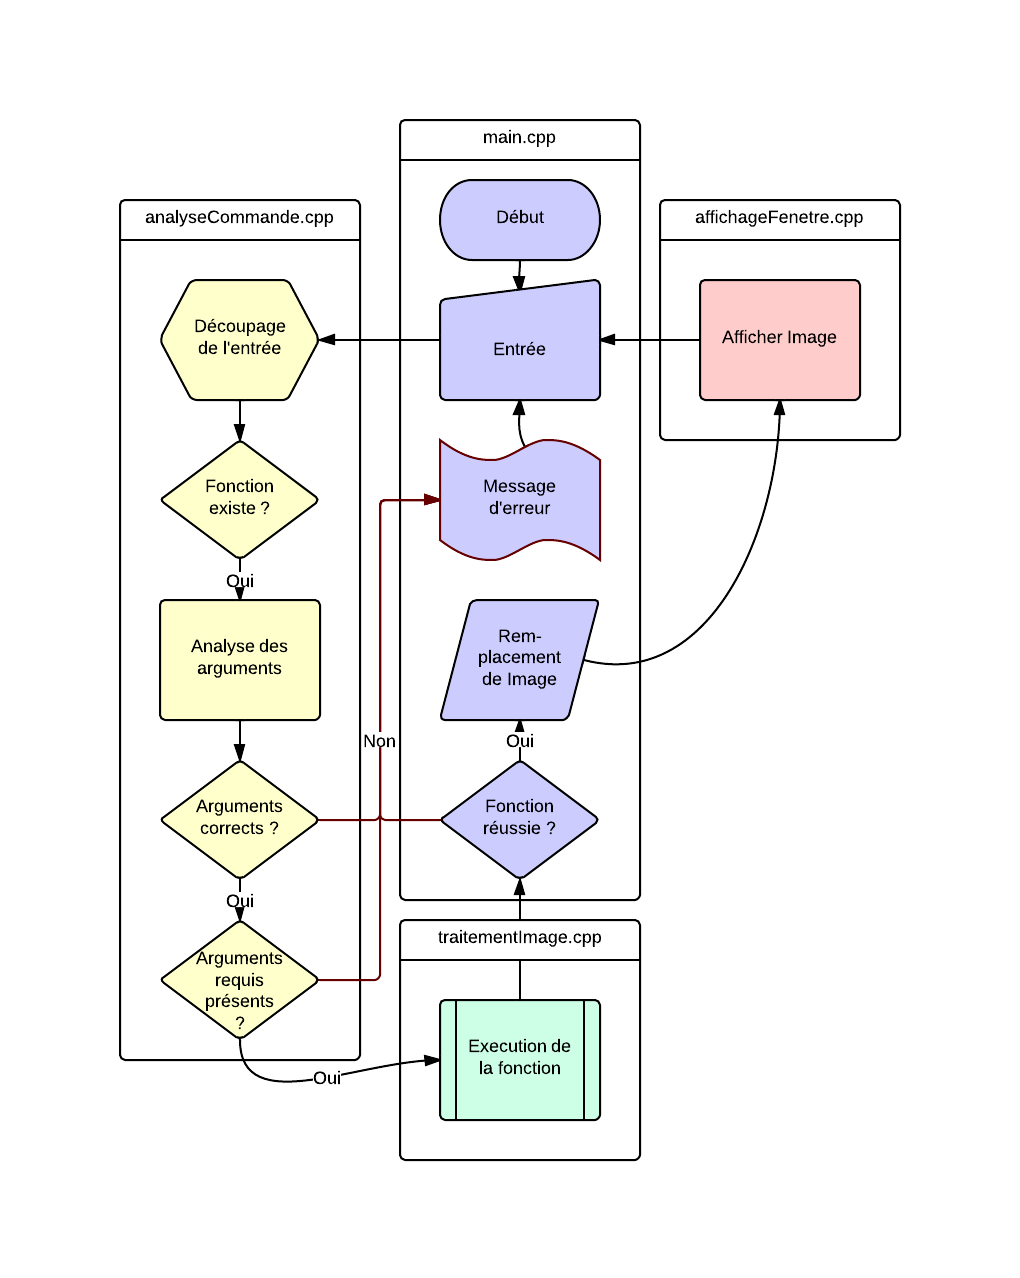 main.cpp
Début
Entrée
Message
d'erreur
Rem-
placement
de Image
Oui
Fonction
réussie ?
analyseCommande.cpp
Découpage
de l'entrée
Fonction
existe ?
Oui
Analyse des
arguments
Arguments
corrects ?
Oui
Arguments
requis
présents
?
Oui
Non
affichageFenetre.cpp
Afficher Image
traitementImage.cpp
Execution de
la fonction